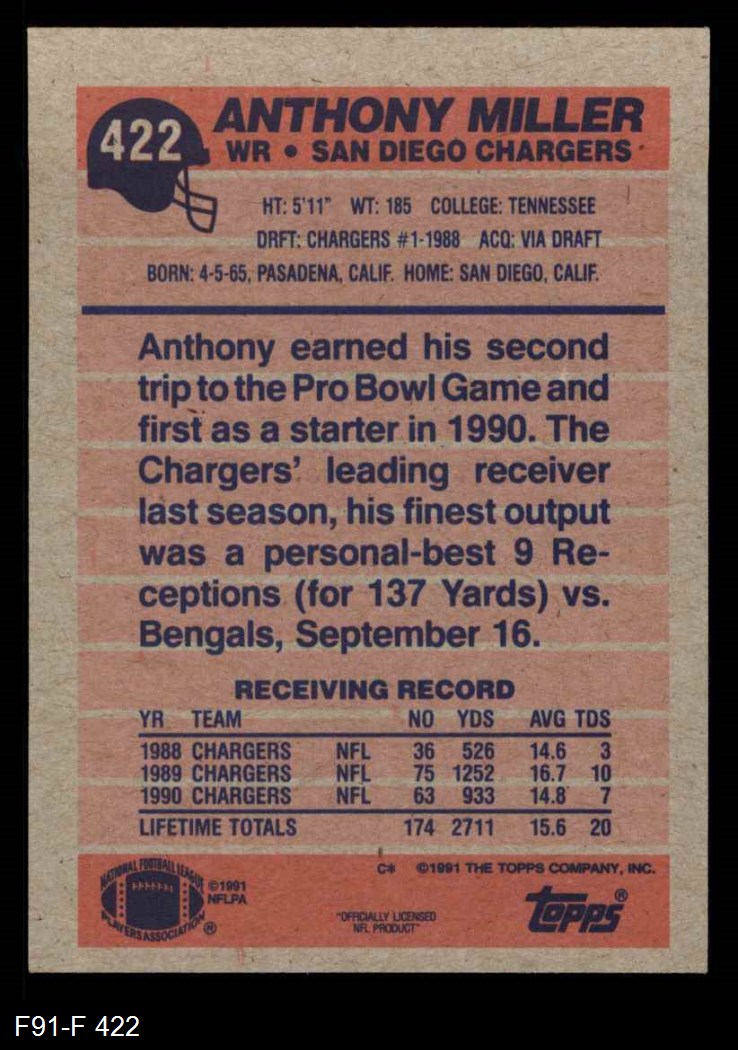 422
ANTHONY MILLER
WR • SAN DIEGO CHARGERS
HT: 5'11" WT: 185 COLLEGE: TENNESSEE
DRFT: CHARGERS #1-1988 ACQ: VIA DRAFT
BORN: 4-5-65, PASADENA, CALIF. HOME: SAN DIEGO, CALIF.
Anthony earned his second
trip to the Pro Bowl Game and
first as a starter in 1990. The
Chargers' leading receiver
last season, his finest output
was a personal-best 9 Re-
ceptions (for 137 Yards) vs.
Bengals, September 16.
RECEIVING RECORD
YR TEAM NO YDS AVG TDS
1988 CHARGERS NFL 36 526 14.6 3
1989 CHARGERS NFL 75 1252 16.7 10
1990 CHARGERS NFL 63 933 14.8 7
LIFETIME TOTALS 174 2711 15.6 20
C* ©1991 THE TOPPS COMPANY, INC.
NATIONAL FOOTBALL LEAGUE
PLAYERS ASSOCIATION ®
©1991
NFLPA
"OFFICIALLY LICENSED
NFL PRODUCT"
topps®
F91-F 422